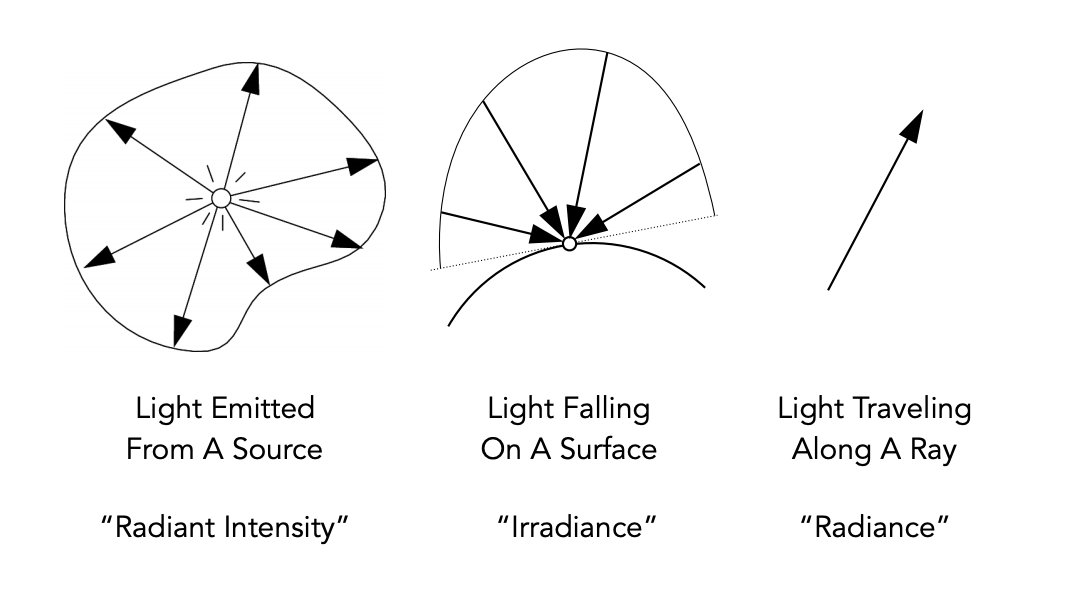 Light Emitted
From A Source
“Radiant Intensity”
Light Falling
On A Surface
“Irradiance”
Light Traveling
Along A Ray
“Radiance”